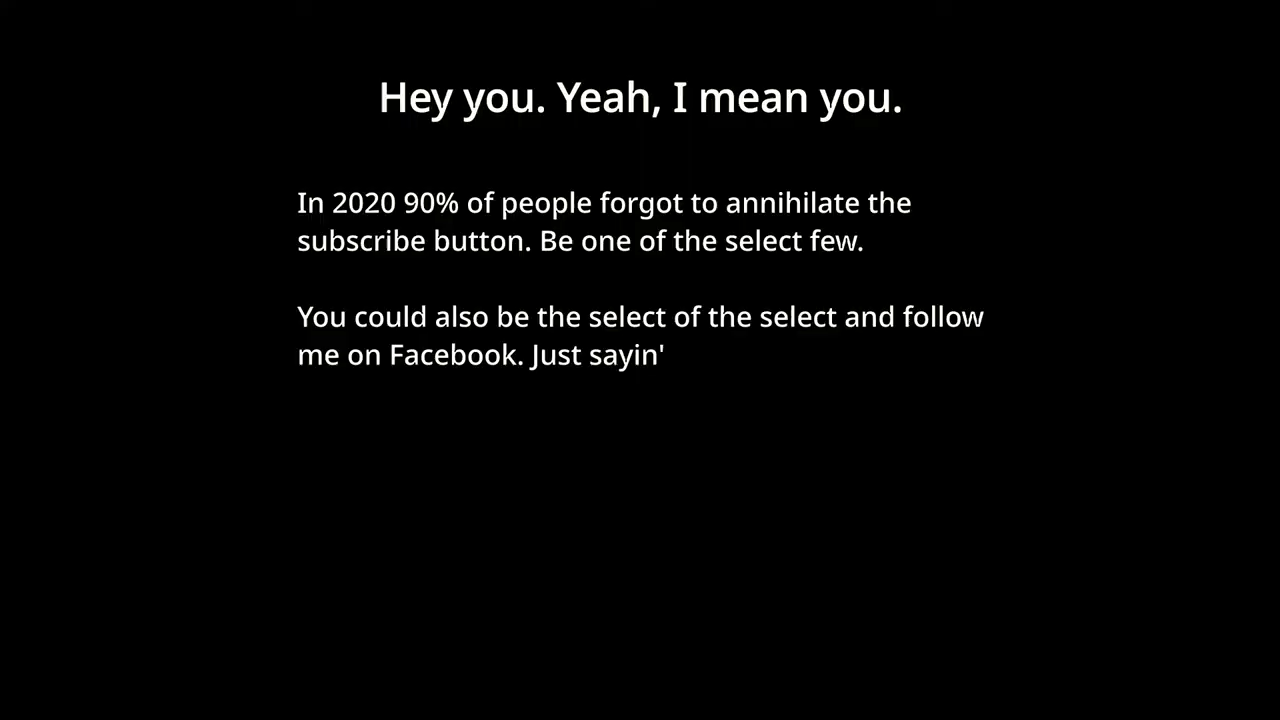 Hey you. Yeah, I mean you.
In 2020 90% of people forgot to annihilate the
subscribe button. Be one of the select few.
You could also be the select of the select and follow
me on Facebook. Just sayin'